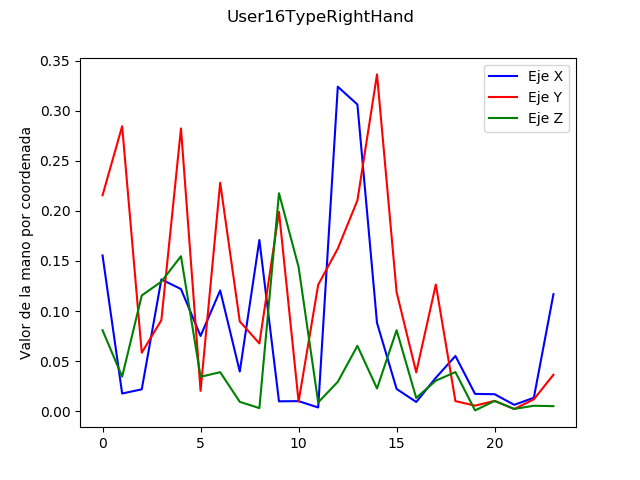 User16TypeRightHand
Eje X
Eje Y
Eje Z
Valor de la mano por coordenada
0.35
0.30
0.25
0.20
0.15
0.10
0.05
0.00
0 5 10 15 20